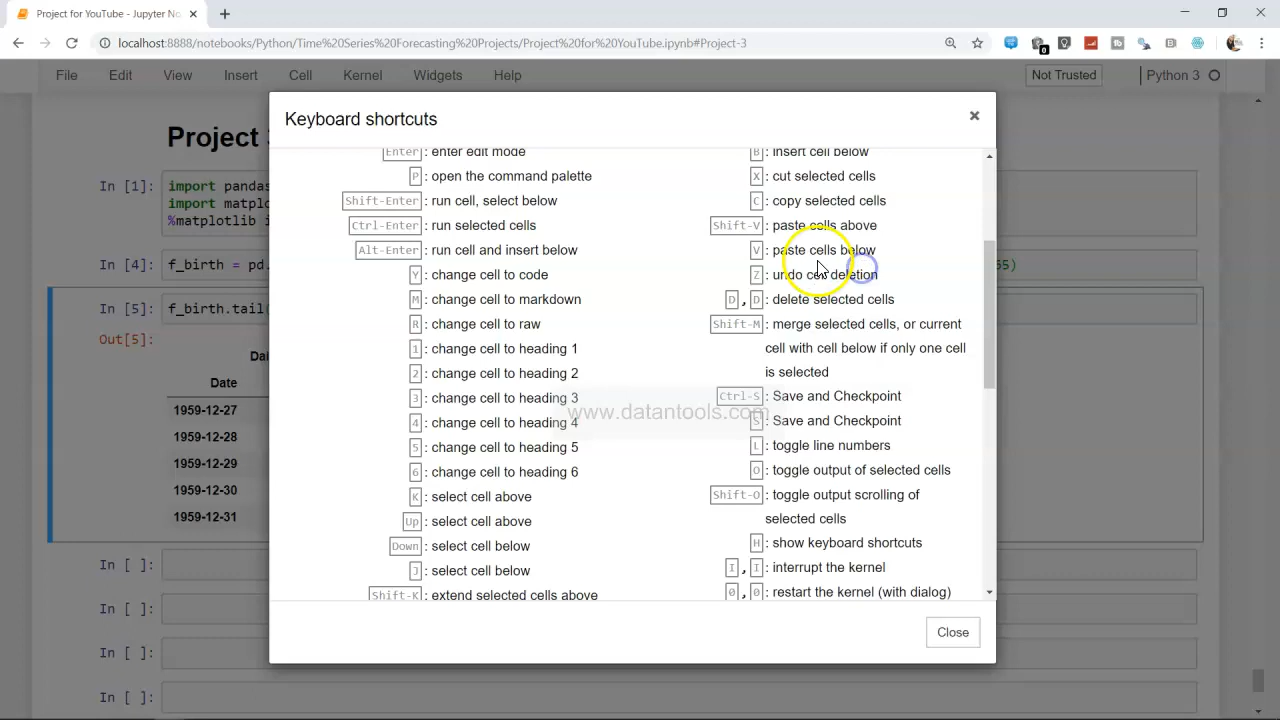 Project for YouTube - Jupyter No
localhost:8888/notebooks/Python/Time%20Series%20Forecasting%20Projects/Project%20for%20YouTube.ipynb#Project-3
File Edit View Insert Cell Kernel Widgets Help Not Trusted Python 3
Keyboard shortcuts
Project
In [1]: import pandas
import matpl
%matplotlib i
In [4]: f_birth = pd.
In [5]: f_birth.tail(
Out[5]:
Dai
Date
1959-12-27
1959-12-28
1959-12-29
1959-12-30
1959-12-31
In [ ]:
In [ ]:
In [ ]:
In [ ]:
Enter : enter edit mode
P : open the command palette
Shift-Enter : run cell, select below
Ctrl-Enter : run selected cells
Alt-Enter : run cell and insert below
Y : change cell to code
M : change cell to markdown
R : change cell to raw
1 : change cell to heading 1
2 : change cell to heading 2
3 : change cell to heading 3
4 : change cell to heading 4
5 : change cell to heading 5
6 : change cell to heading 6
K : select cell above
Up : select cell above
Down : select cell below
J : select cell below
Shift-K : extend selected cells above
B : insert cell below
X : cut selected cells
C : copy selected cells
Shift-V : paste cells above
V : paste cells below
Z : undo cell deletion
D , D : delete selected cells
Shift-M : merge selected cells, or current
cell with cell below if only one cell
is selected
Ctrl-S : Save and Checkpoint
S : Save and Checkpoint
L : toggle line numbers
O : toggle output of selected cells
Shift-O : toggle output scrolling of
selected cells
H : show keyboard shortcuts
I , I : interrupt the kernel
0 , 0 : restart the kernel (with dialog)
www.datantools.com
Close